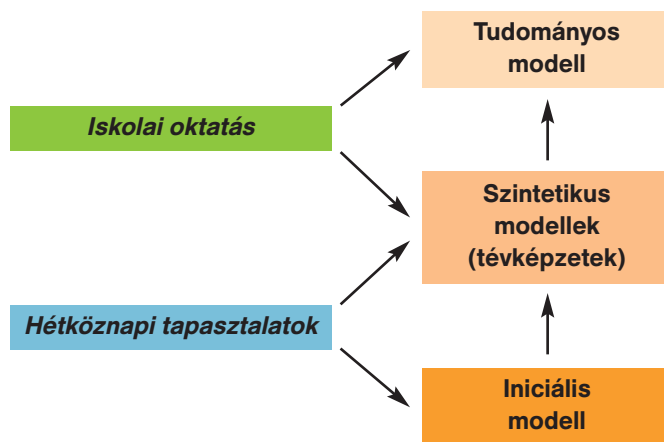 Tudományos
modell
Iskolai oktatás
Szintetikus
modellek
(tévképzetek)
Hétköznapi tapasztalatok
Iniciális
modell